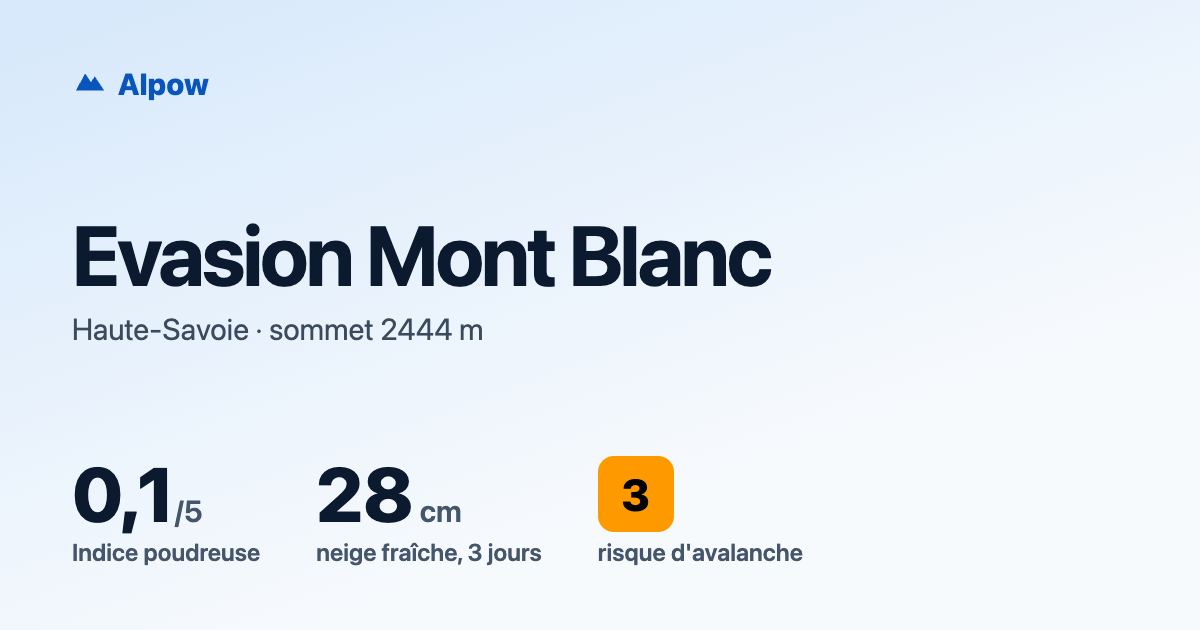 Alpow
Evasion Mont Blanc
Haute-Savoie · sommet 2444 m
0,1/5
Indice poudreuse
28 cm
neige fraîche, 3 jours
3
risque d'avalanche